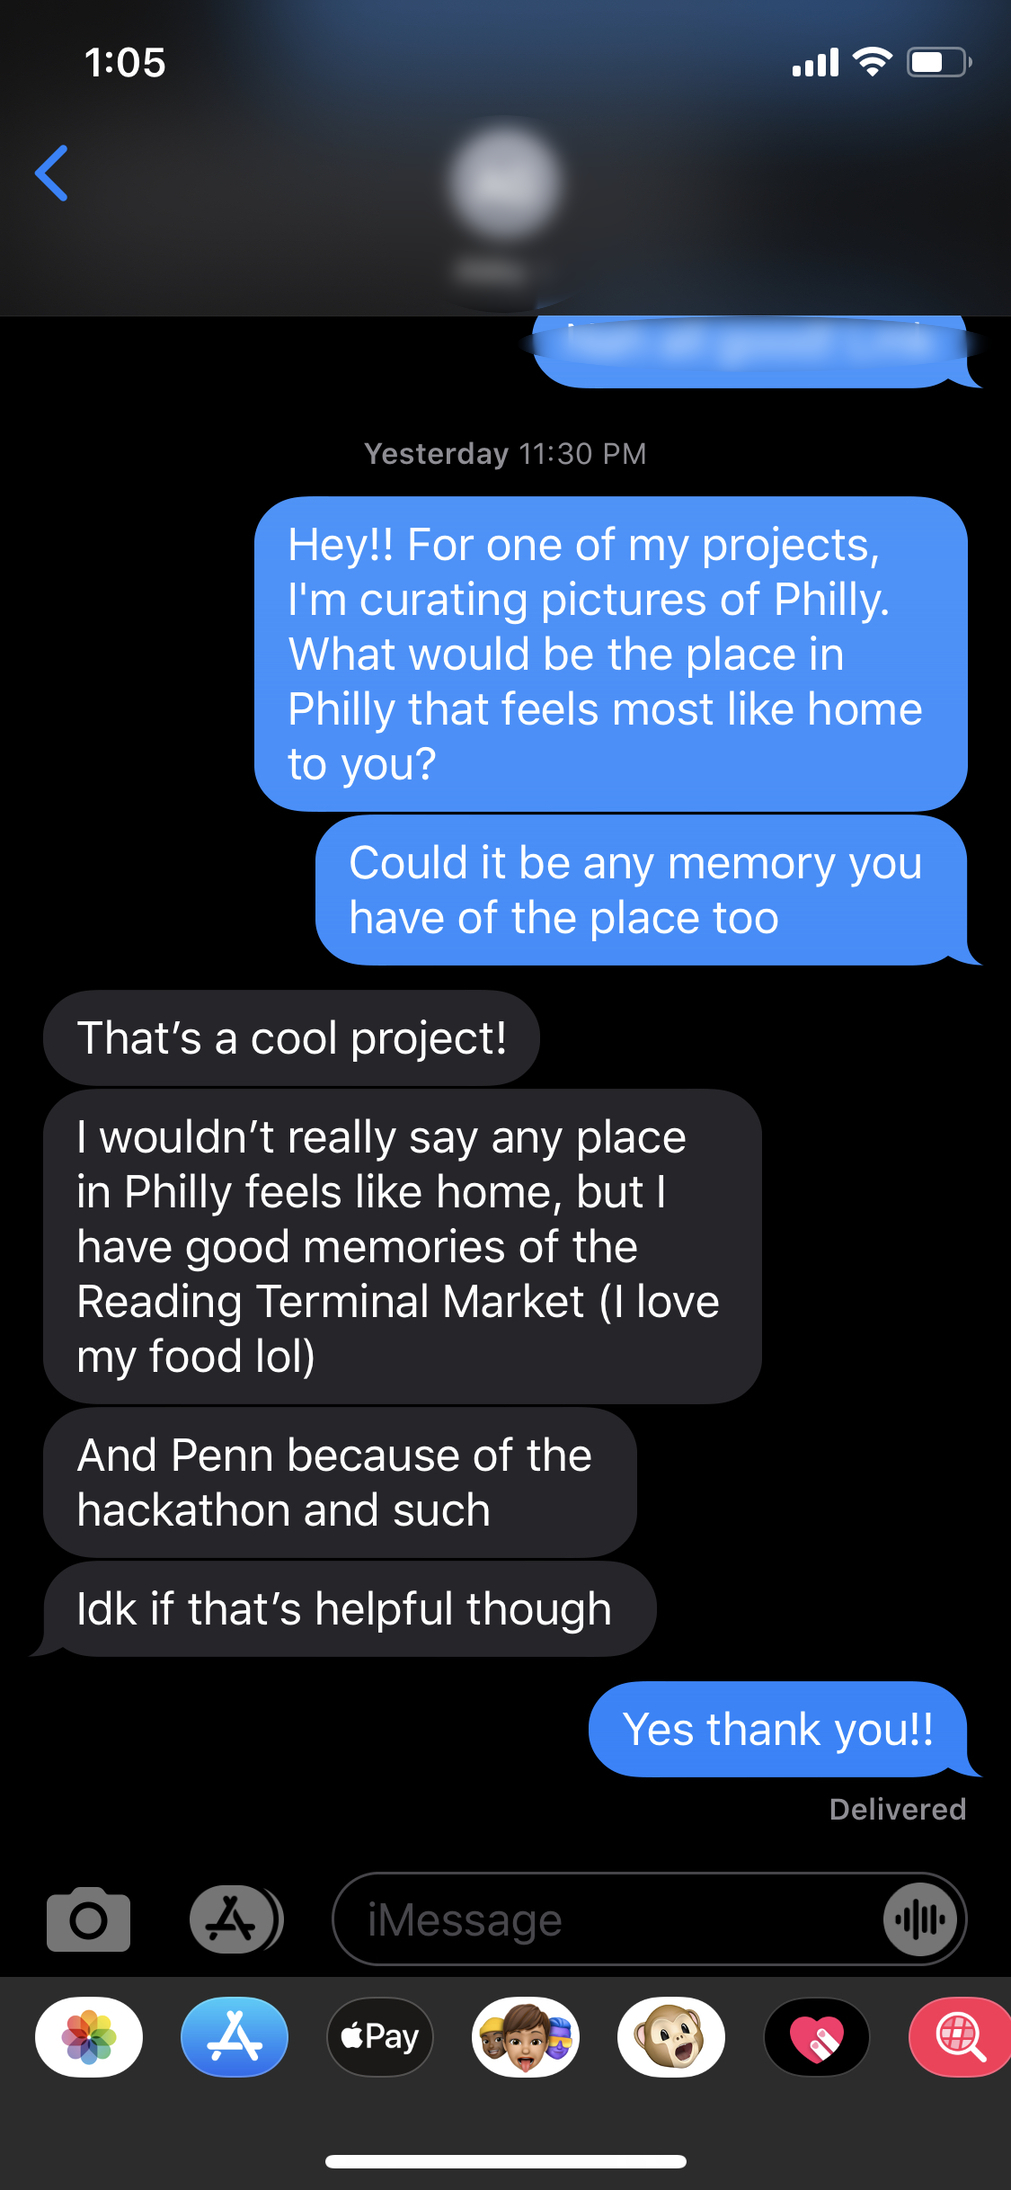 1:05
Yesterday 11:30 PM
Hey!! For one of my projects,
I'm curating pictures of Philly.
What would be the place in
Philly that feels most like home
to you?
Could it be any memory you
have of the place too
That’s a cool project!
I wouldn’t really say any place
in Philly feels like home, but I
have good memories of the
Reading Terminal Market (I love
my food lol)
And Penn because of the
hackathon and such
Idk if that’s helpful though
Yes thank you!!
Delivered
iMessage
Pay